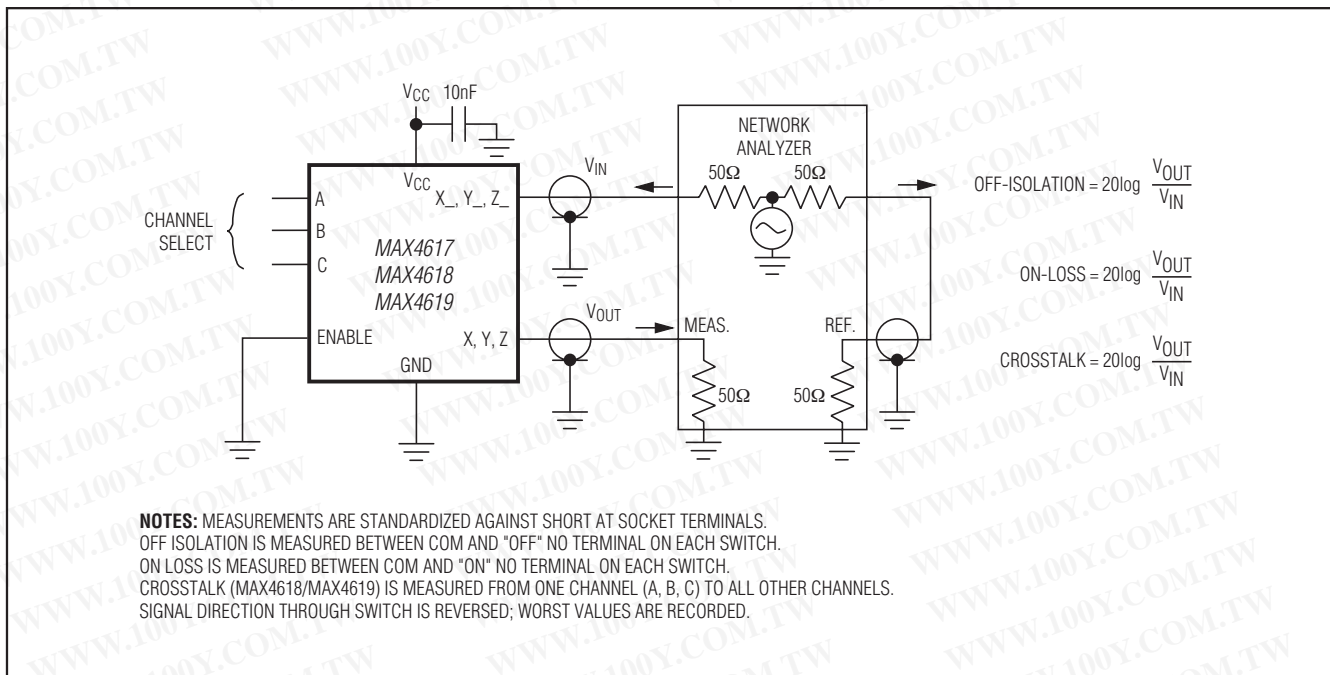 VCC 10nF
VCC
A
B
C
CHANNEL
SELECT
ENABLE
GND
X_, Y_, Z_
X, Y, Z
MAX4617
MAX4618
MAX4619
VIN
VOUT
NETWORK
ANALYZER
50Ω 50Ω
MEAS. REF.
50Ω 50Ω
OFF-ISOLATION = 20log VOUT
VIN
ON-LOSS = 20log VOUT
VIN
CROSSTALK = 20log VOUT
VIN
NOTES: MEASUREMENTS ARE STANDARDIZED AGAINST SHORT AT SOCKET TERMINALS.
OFF ISOLATION IS MEASURED BETWEEN COM AND "OFF" NO TERMINAL ON EACH SWITCH.
ON LOSS IS MEASURED BETWEEN COM AND "ON" NO TERMINAL ON EACH SWITCH.
CROSSTALK (MAX4618/MAX4619) IS MEASURED FROM ONE CHANNEL (A, B, C) TO ALL OTHER CHANNELS.
SIGNAL DIRECTION THROUGH SWITCH IS REVERSED; WORST VALUES ARE RECORDED.
WWW.100Y.COM.TW